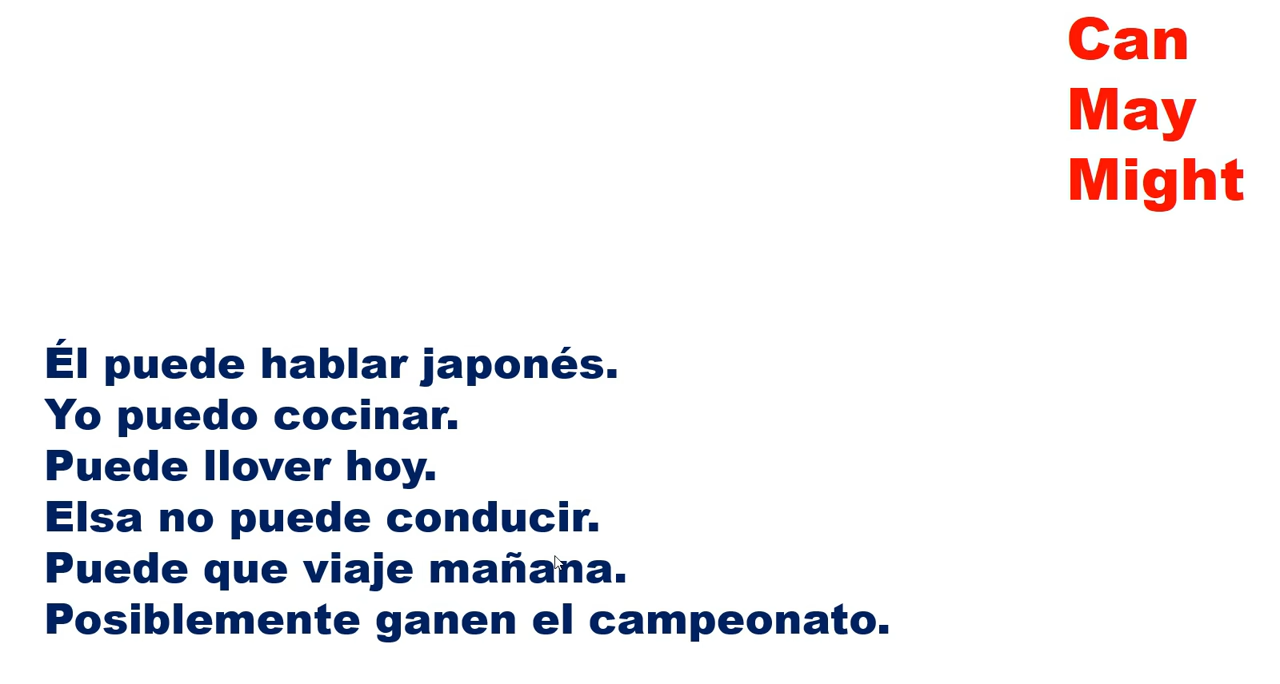 Can
May
Might
Él puede hablar japonés.
Yo puedo cocinar.
Puede llover hoy.
Elsa no puede conducir.
Puede que viaje mañana.
Posiblemente ganen el campeonato.